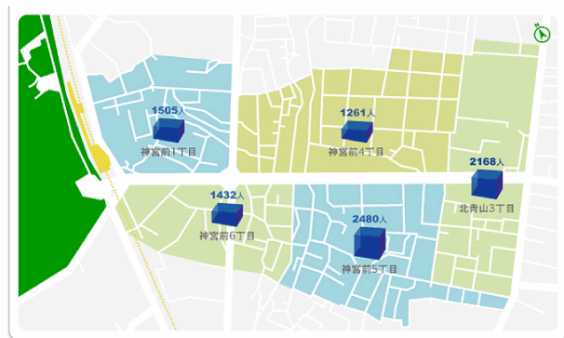 N
1505人
神宮前1丁目
1261人
神宮前4丁目
2168人
北青山3丁目
1432人
神宮前6丁目
2480人
神宮前5丁目